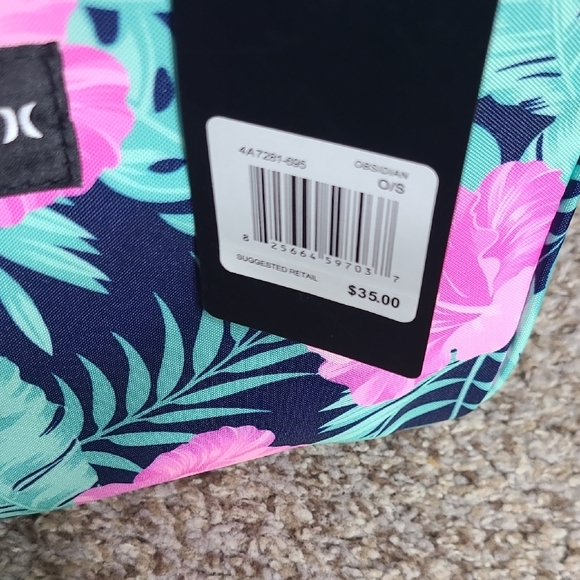 4A7281-695 OBSIDIAN
O/S
8 25664 59703 7
SUGGESTED RETAIL
$35.00